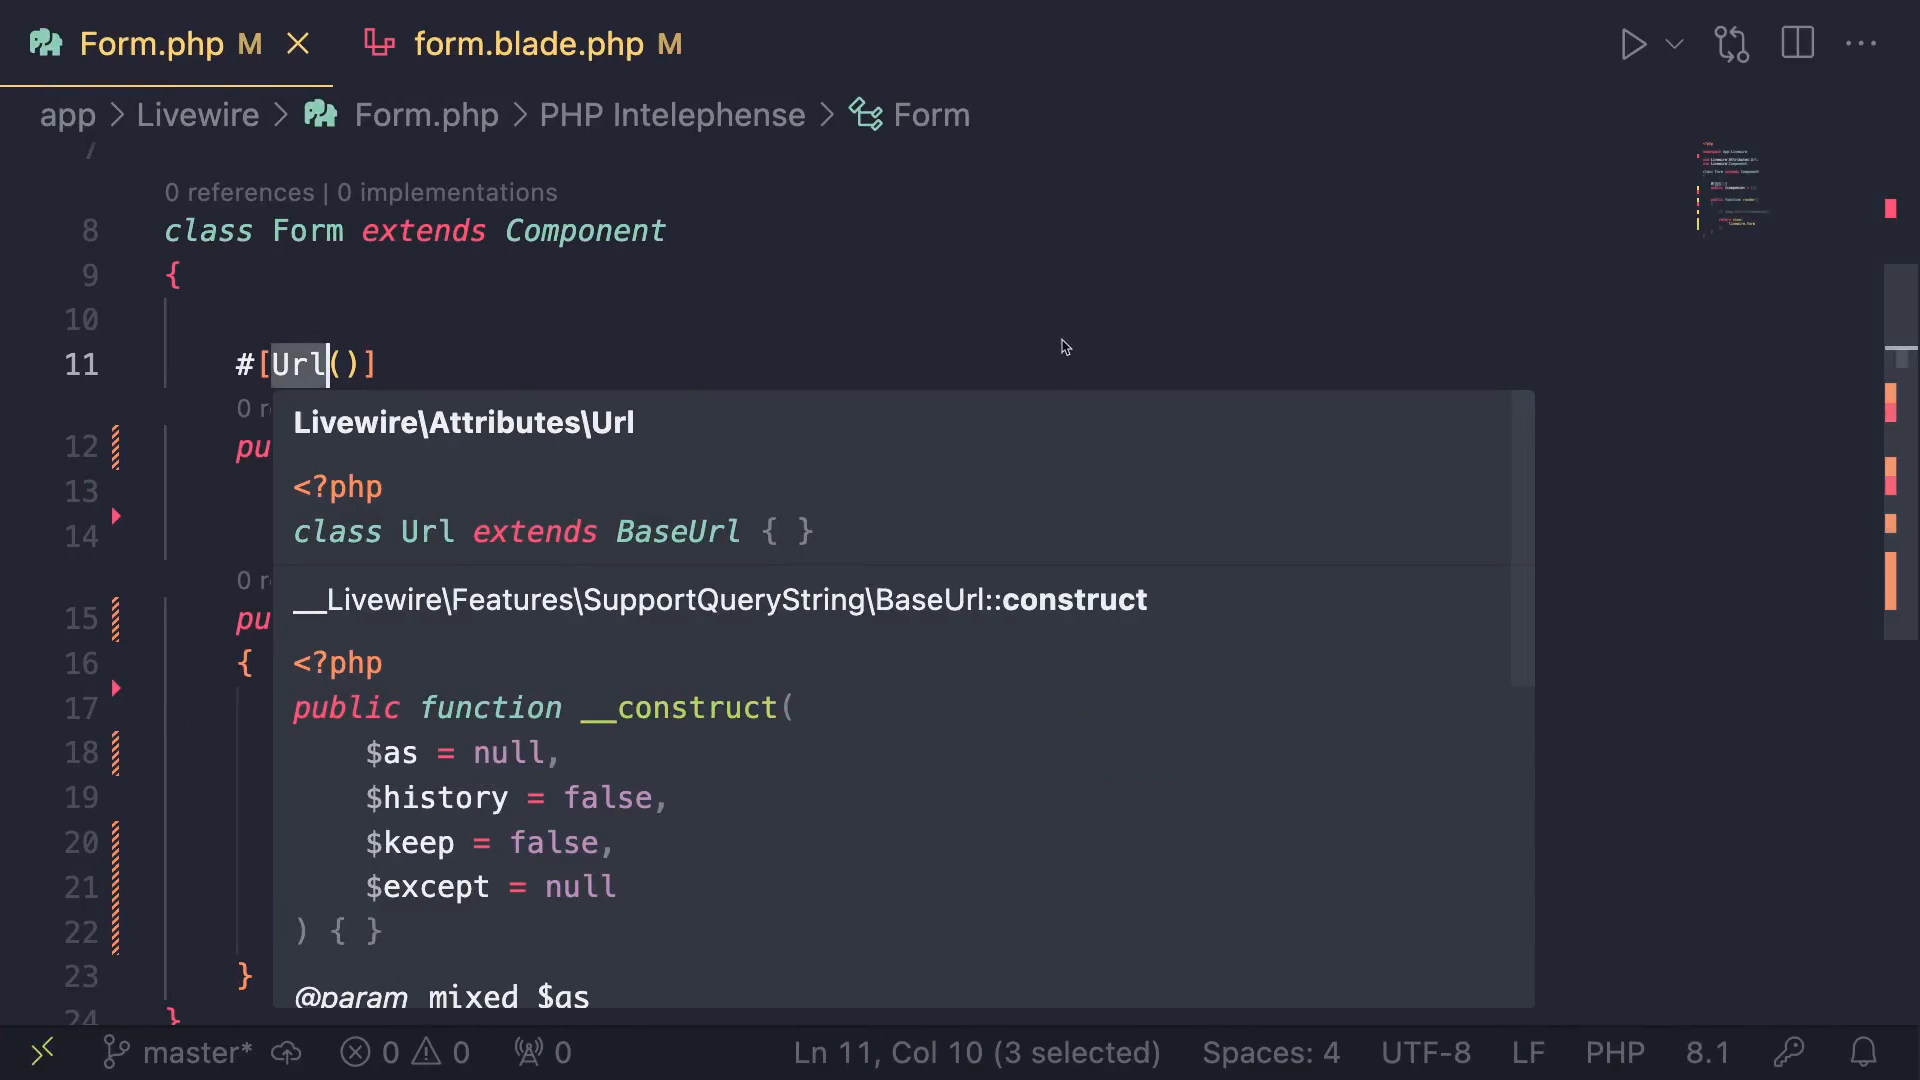 Form.php M
form.blade.php M
app > Livewire > Form.php > PHP Intelephense > Form
7
0 references | 0 implementations
8 class Form extends Component
9 {
10
11 #[Url()]
0 r
12 pu
13
14
0 r
15 pu
16 {
17
18
19
20
21
22
23 }
24 }
Livewire\Attributes\Url
<?php
class Url extends BaseUrl { }
__Livewire\Features\SupportQueryString\BaseUrl::construct
<?php
public function __construct(
$as = null,
$history = false,
$keep = false,
$except = null
) { }
@param mixed $as
master* 0 0 0 Ln 11, Col 10 (3 selected) Spaces: 4 UTF-8 LF PHP 8.1